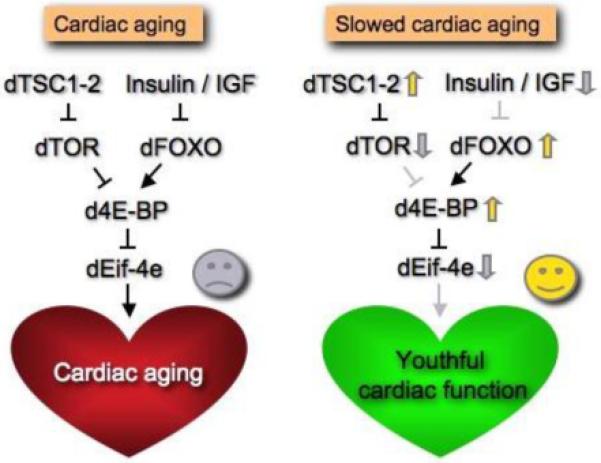 Cardiac aging
dTSC1-2 Insulin / IGF
dTOR dFOXO
d4E-BP
dEif-4e
Cardiac aging
Slowed cardiac aging
dTSC1-2 Insulin / IGF
dTOR dFOXO
d4E-BP
dEif-4e
Youthful
cardiac function